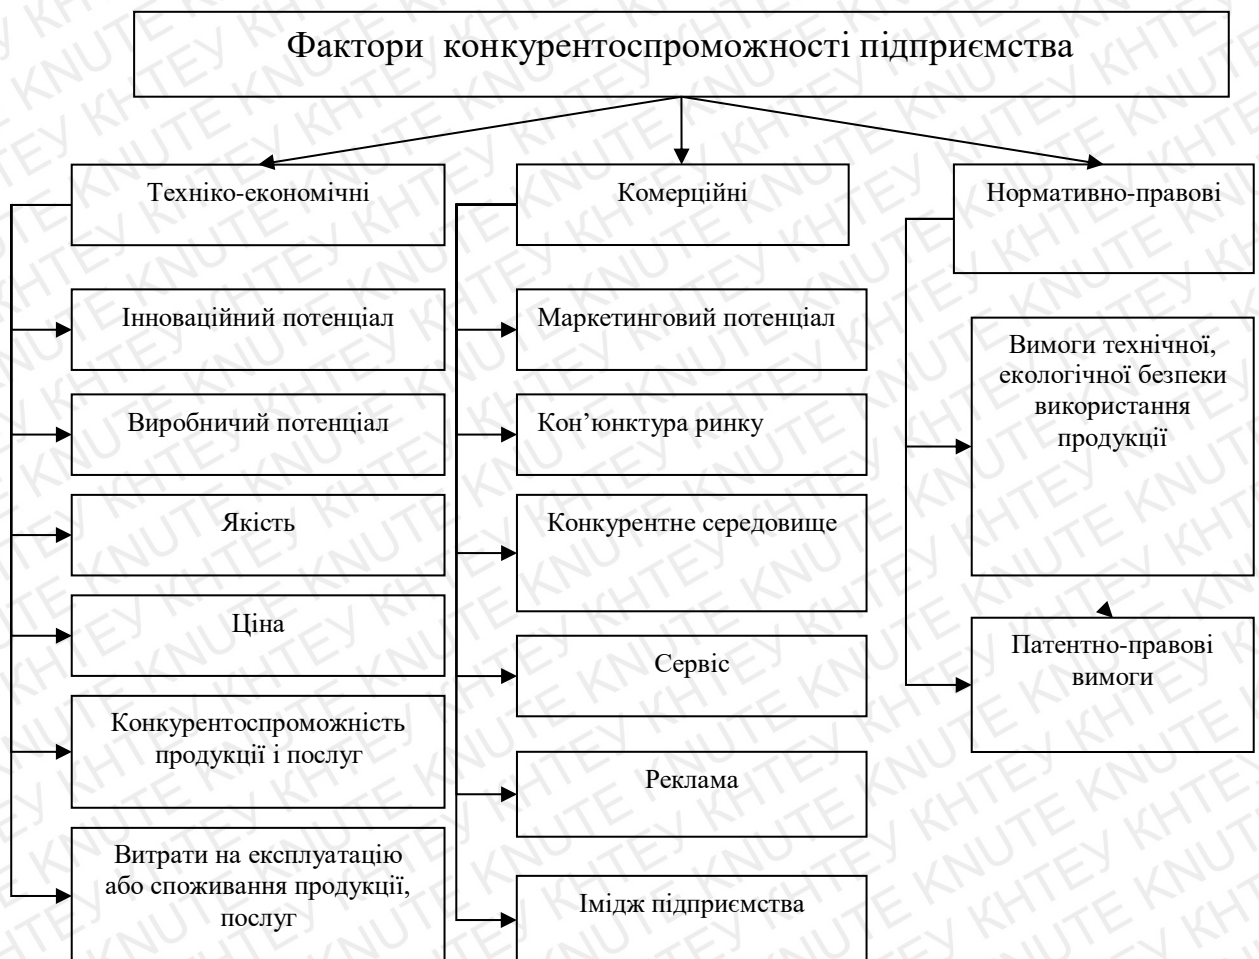 Фактори конкурентоспроможності підприємства
Техніко-економічні
Інноваційний потенціал
Виробничий потенціал
Якість
Ціна
Конкурентоспроможність
продукції і послуг
Витрати на експлуатацію
або споживання продукції,
послуг
Комерційні
Маркетинговий потенціал
Кон’юнктура ринку
Конкурентне середовище
Сервіс
Реклама
Імідж підприємства
Нормативно-правові
Вимоги технічної,
екологічної безпеки
використання
продукції
Патентно-правові
вимоги
КНТЕУ KNUTE